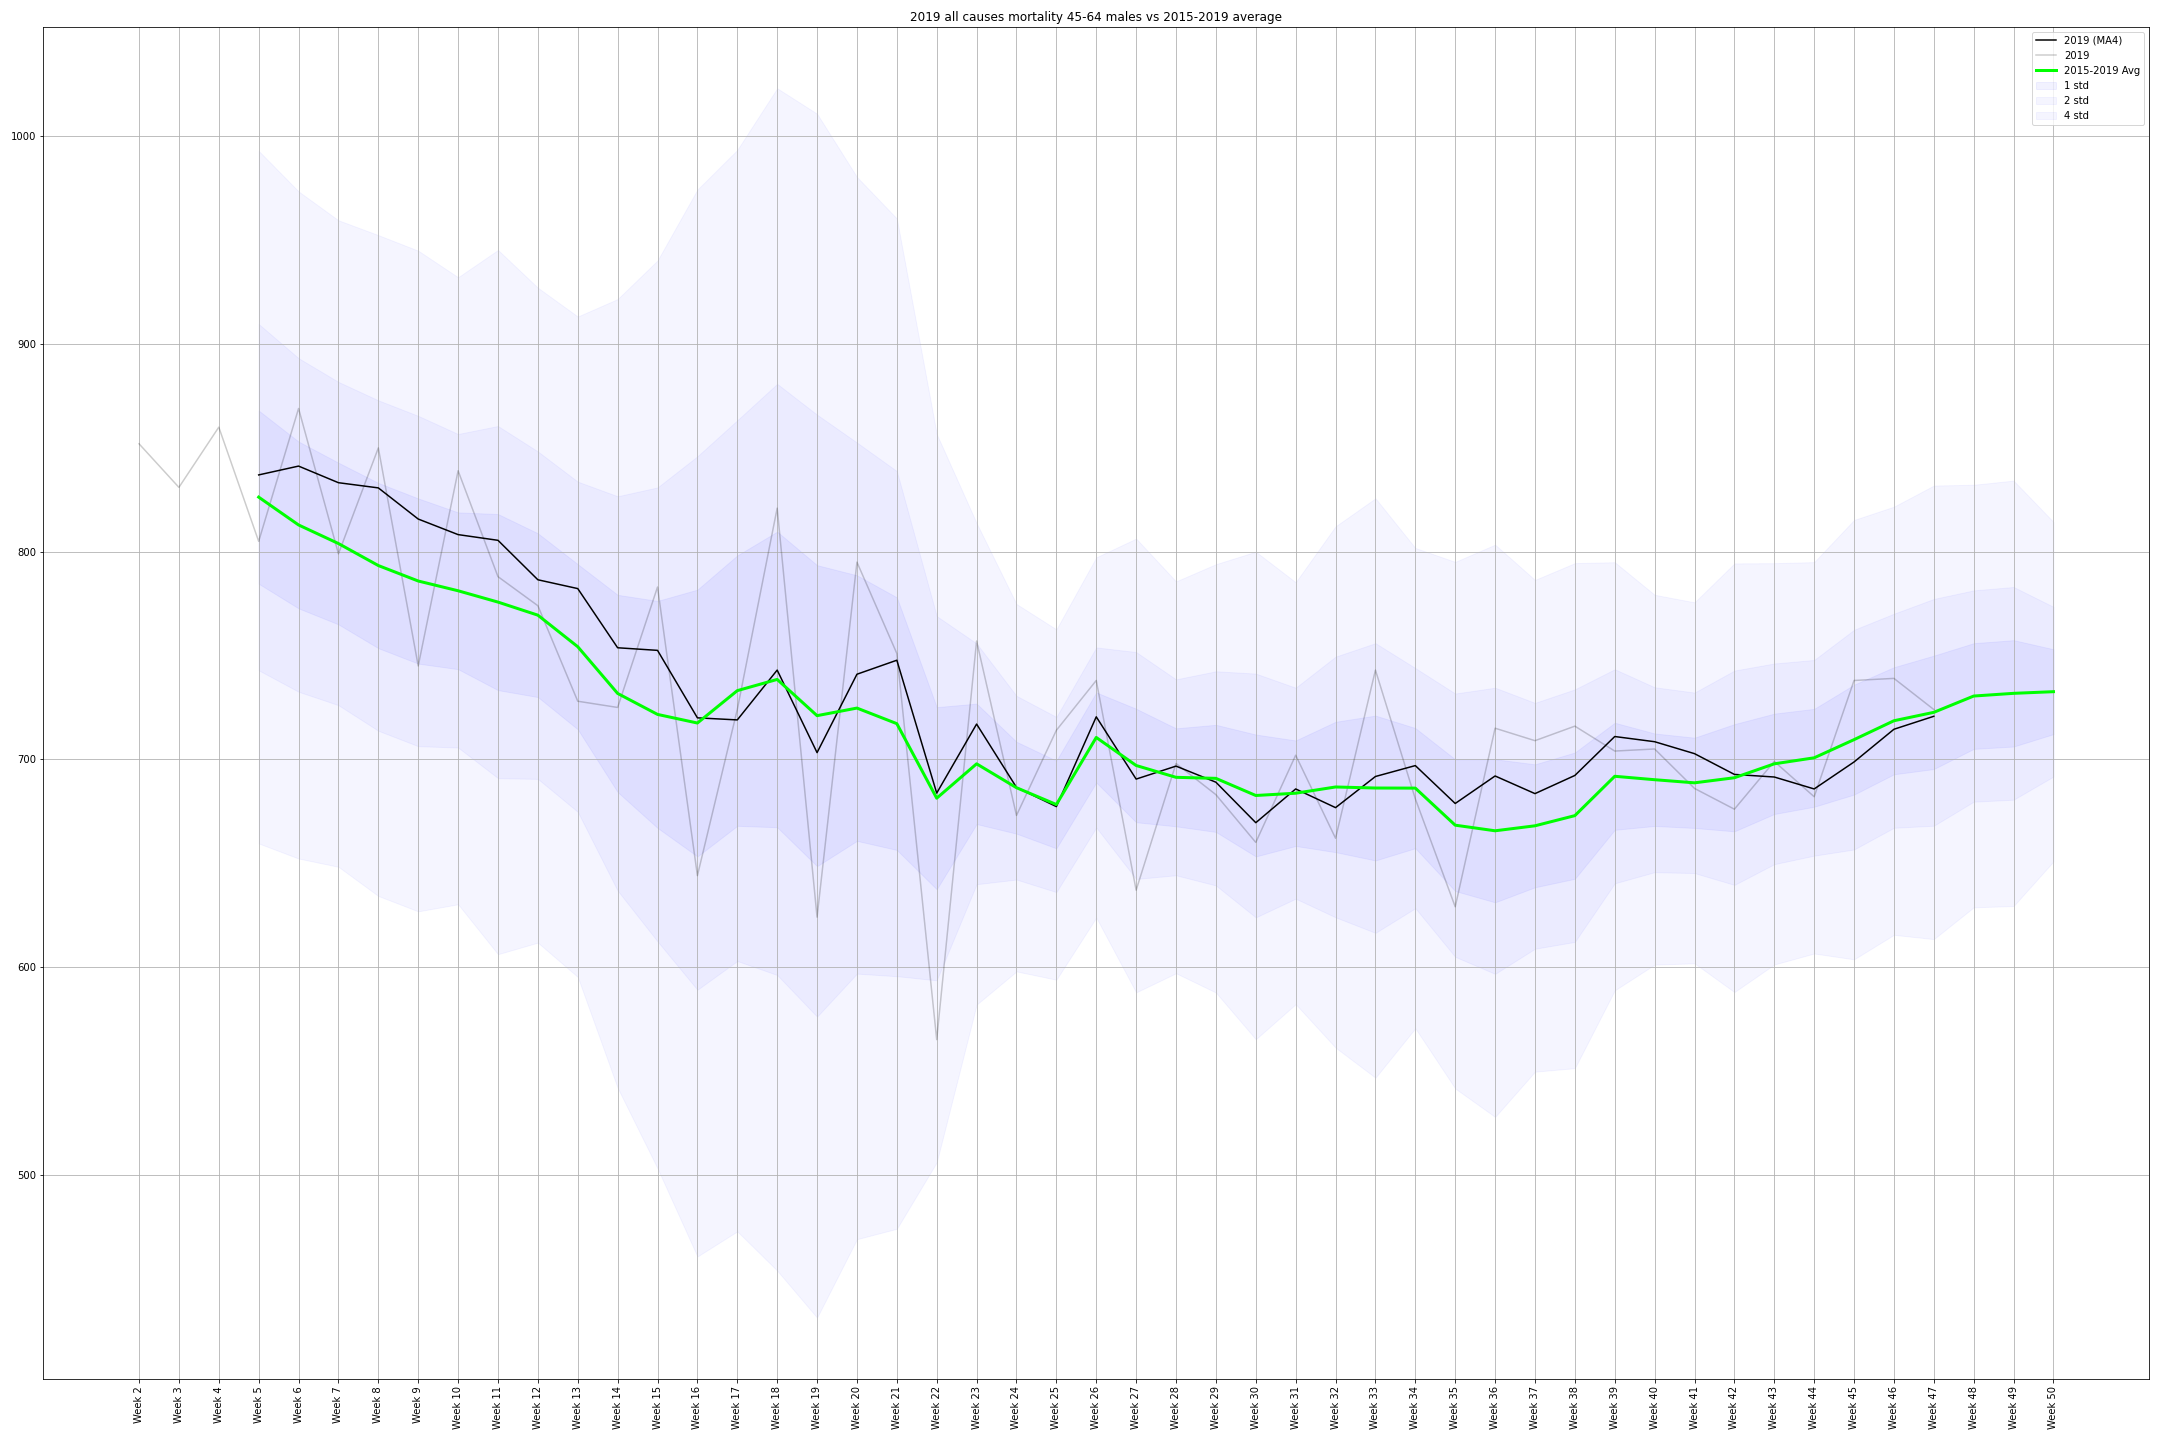 2019 all causes mortality 45-64 males vs 2015-2019 average
2019 (MA4)
2019
2015-2019 Avg
1 std
2 std
4 std
1000
900
800
700
600
500
Week 2
Week 3
Week 4
Week 5
Week 6
Week 7
Week 8
Week 9
Week 10
Week 11
Week 12
Week 13
Week 14
Week 15
Week 16
Week 17
Week 18
Week 19
Week 20
Week 21
Week 22
Week 23
Week 24
Week 25
Week 26
Week 27
Week 28
Week 29
Week 30
Week 31
Week 32
Week 33
Week 34
Week 35
Week 36
Week 37
Week 38
Week 39
Week 40
Week 41
Week 42
Week 43
Week 44
Week 45
Week 46
Week 47
Week 48
Week 49
Week 50